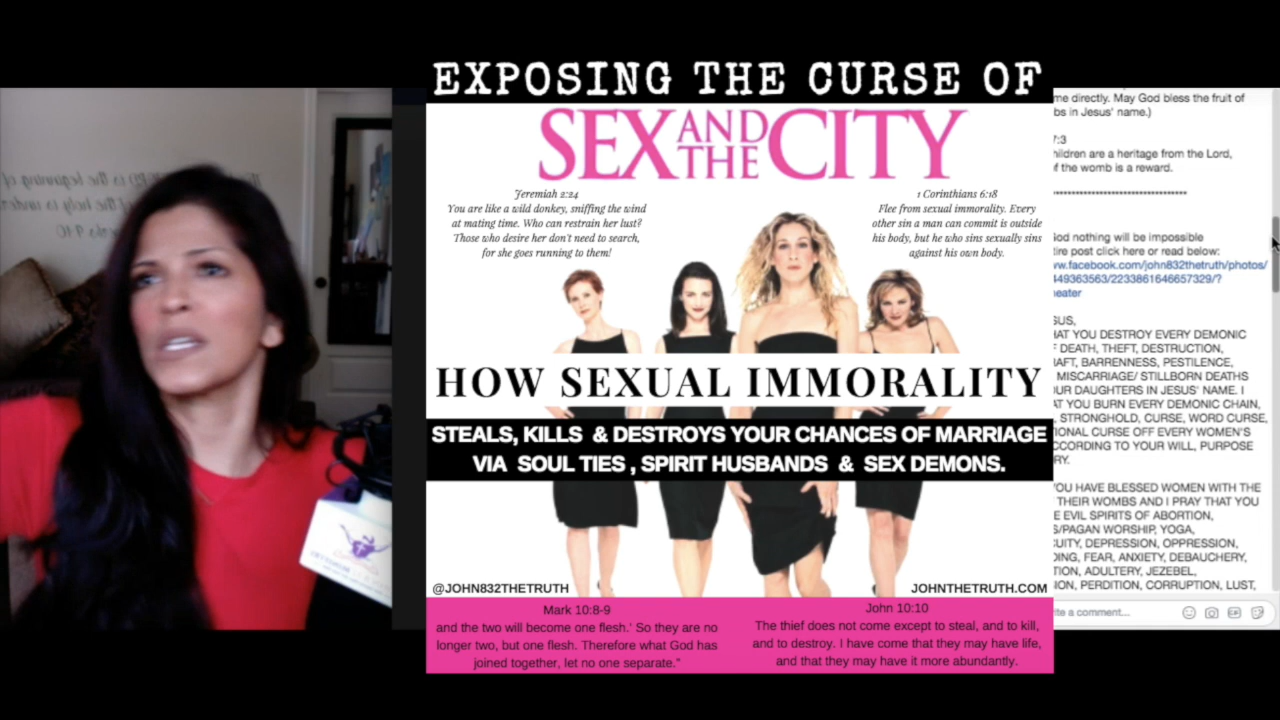 EXPOSING THE CURSE OF
SEX AND THE CITY
Jeremiah 2:24
You are like a wild donkey, sniffing the wind
at mating time. Who can restrain her lust?
Those who desire her don't need to search,
for she goes running to them!
1 Corinthians 6:18
Flee from sexual immorality. Every
other sin a man can commit is outside
his body, but he who sins sexually sins
against his own body.
HOW SEXUAL IMMORALITY
STEALS, KILLS & DESTROYS YOUR CHANCES OF MARRIAGE
VIA SOUL TIES , SPIRIT HUSBANDS & SEX DEMONS.
@JOHN832THETRUTH
JOHNTHETRUTH.COM
Mark 10:8-9
and the two will become one flesh.' So they are no
longer two, but one flesh. Therefore what God has
joined together, let no one separate."
John 10:10
The thief does not come except to steal, and to kill,
and to destroy. I have come that they may have life,
and that they may have it more abundantly.
me directly. May God bless the fruit of
in Jesus' name.)
7:3
are a heritage from the Lord,
of the womb is a reward.
*********************************
God nothing will be impossible
post click here or read below:
.facebook.com/john832thetruth/photos/
449363563/2233861646657329/?
YOU DESTROY EVERY DEMONIC
DEATH, THEFT, DESTRUCTION,
BARRENNESS, PESTILENCE,
MISCARRIAGE/ STILLBORN DEATHS
DAUGHTERS IN JESUS' NAME. I
YOU BURN EVERY DEMONIC CHAIN,
, STRONGHOLD, CURSE, WORD CURSE,
CURSE OFF EVERY WOMEN'S
TO YOUR WILL, PURPOSE
YOU HAVE BLESSED WOMEN WITH THE
THEIR WOMBS AND I PRAY THAT YOU
EVIL SPIRITS OF ABORTION,
WORSHIP, YOGA,
DEPRESSION, OPPRESSION,
FEAR, ANXIETY, DEBAUCHERY,
ADULTERY, JEZEBEL,
PERDITION, CORRUPTION, LUST,
a comment...